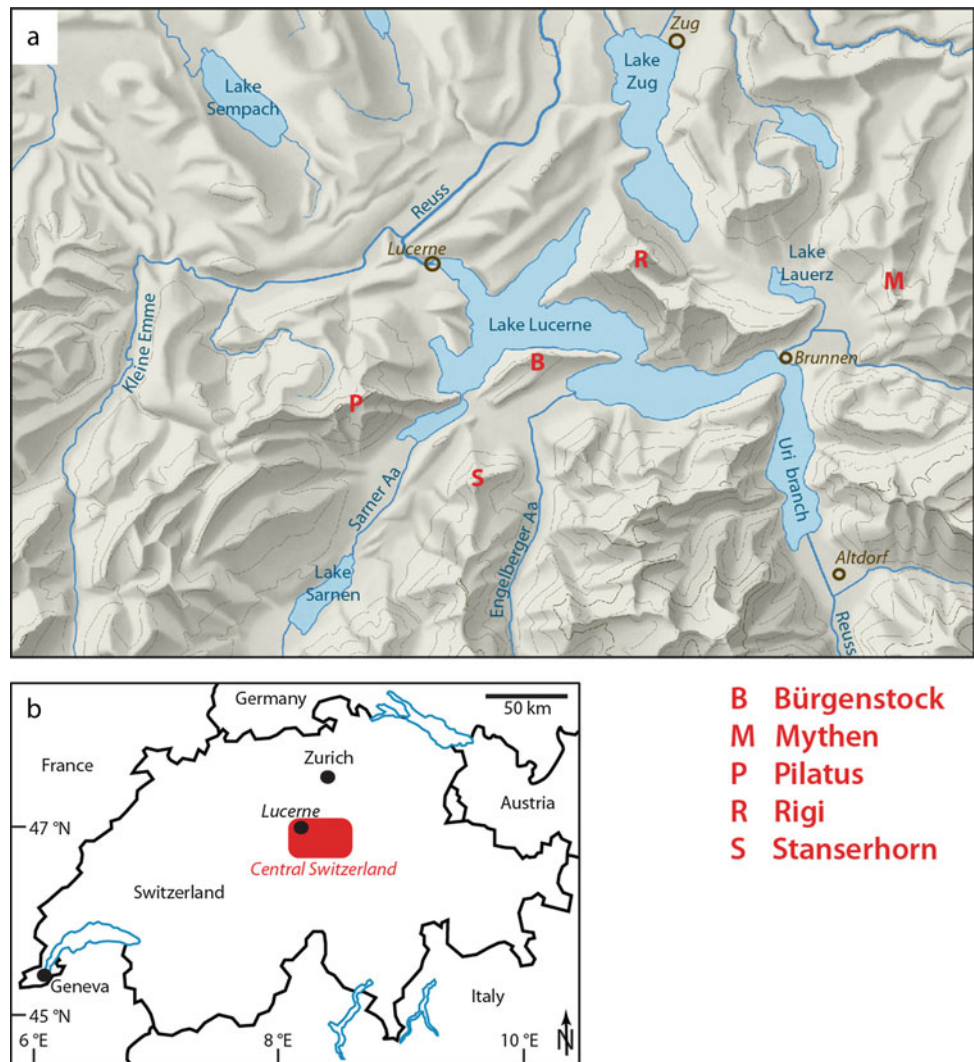 a
Zug
Lake
Zug
Lake
Sempach
Reuss
Lucerne
R
Lake
Lauerz
M
Kleine Emme
Lake Lucerne
B
Brunnen
P
Sarner Aa
S
Engelberger Aa
Uri branch
Lake
Sarnen
Altdorf
Reuss
b
Germany
50 km
France
Zurich
Austria
Lucerne
47 °N
Central Switzerland
Switzerland
Geneva
Italy
45 °N
N
6 °E
8 °E
10 °E
B Bürgenstock
M Mythen
P Pilatus
R Rigi
S Stanserhorn